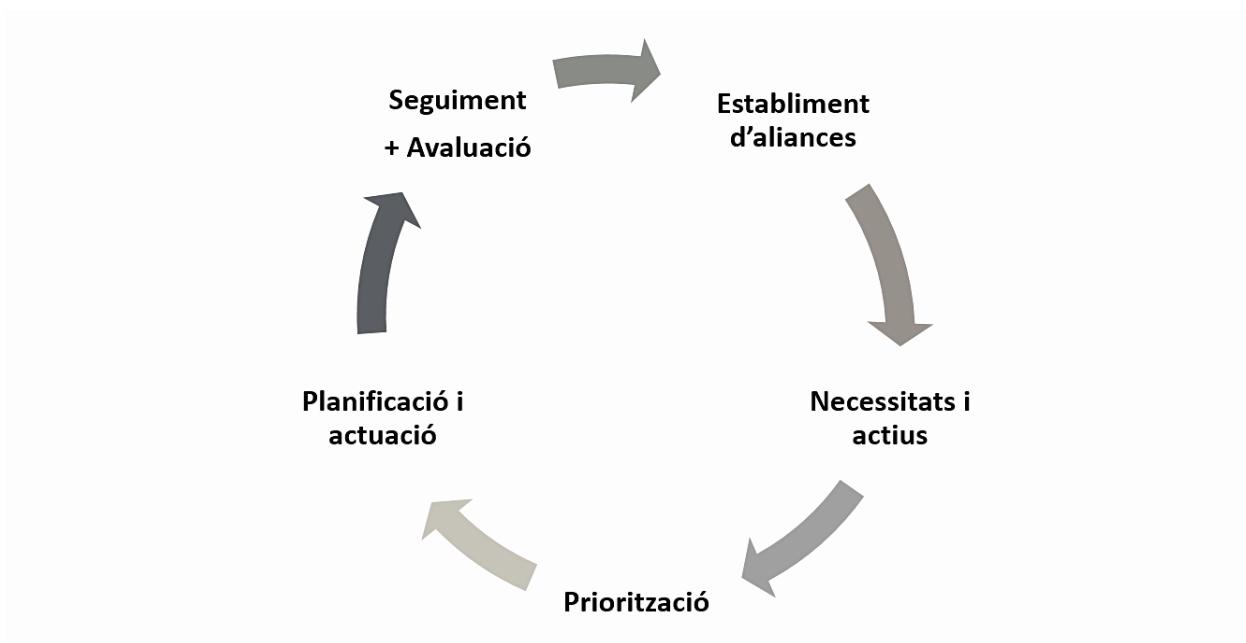 Seguiment
+ Avaluació
Establiment
d’aliances
Necessitats i
actius
Priorització
Planificació i
actuació